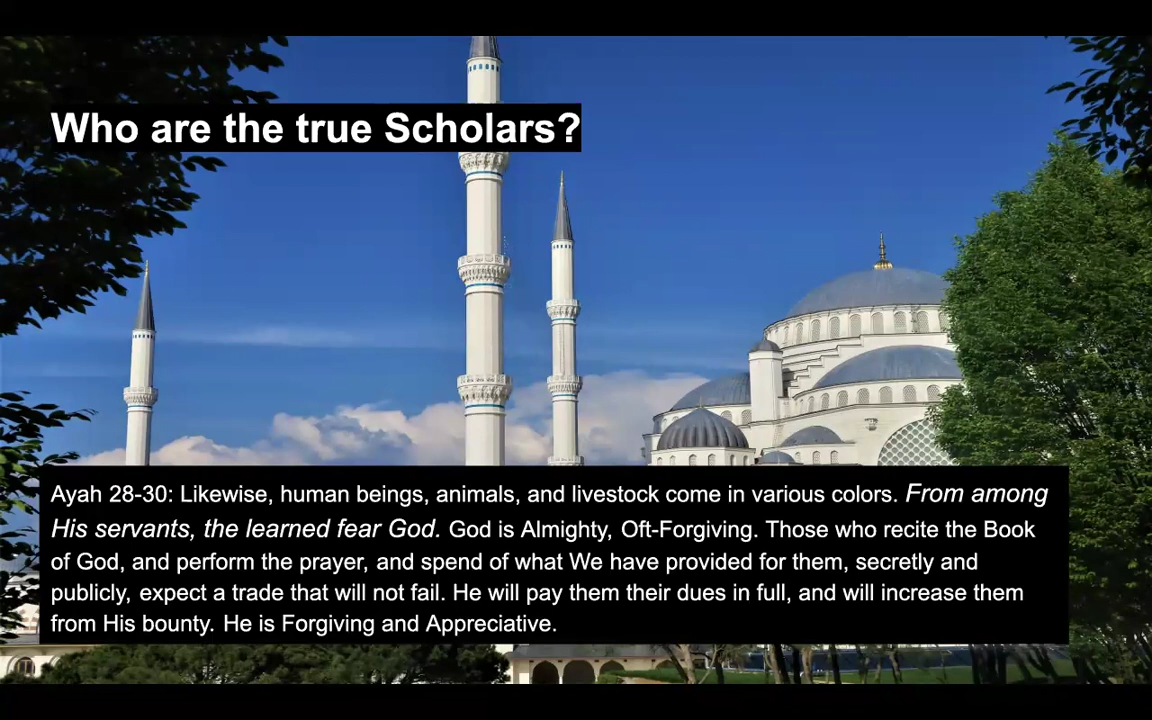 Who are the true Scholars?
Ayah 28-30: Likewise, human beings, animals, and livestock come in various colors. From among
His servants, the learned fear God. God is Almighty, Oft-Forgiving. Those who recite the Book
of God, and perform the prayer, and spend of what We have provided for them, secretly and
publicly, expect a trade that will not fail. He will pay them their dues in full, and will increase them
from His bounty. He is Forgiving and Appreciative.